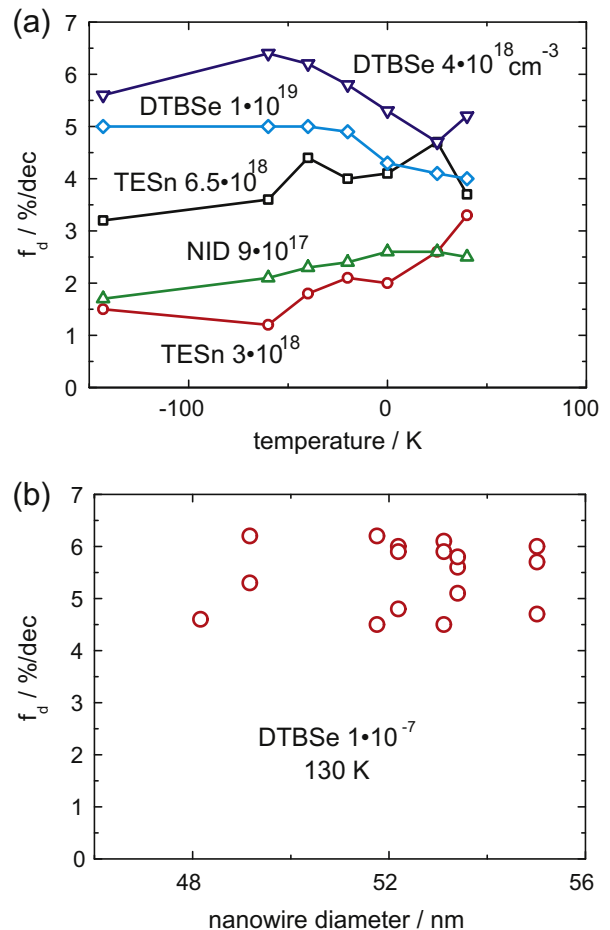 (a)
7
6
5
4
3
2
1
0
f_d / %/dec
DTBSe 4•10^18 cm^-3
DTBSe 1•10^19
TESn 6.5•10^18
NID 9•10^17
TESn 3•10^18
-100 0 100
temperature / K
(b)
7
6
5
4
3
2
1
0
f_d / %/dec
DTBSe 1•10^-7
130 K
48 52 56
nanowire diameter / nm